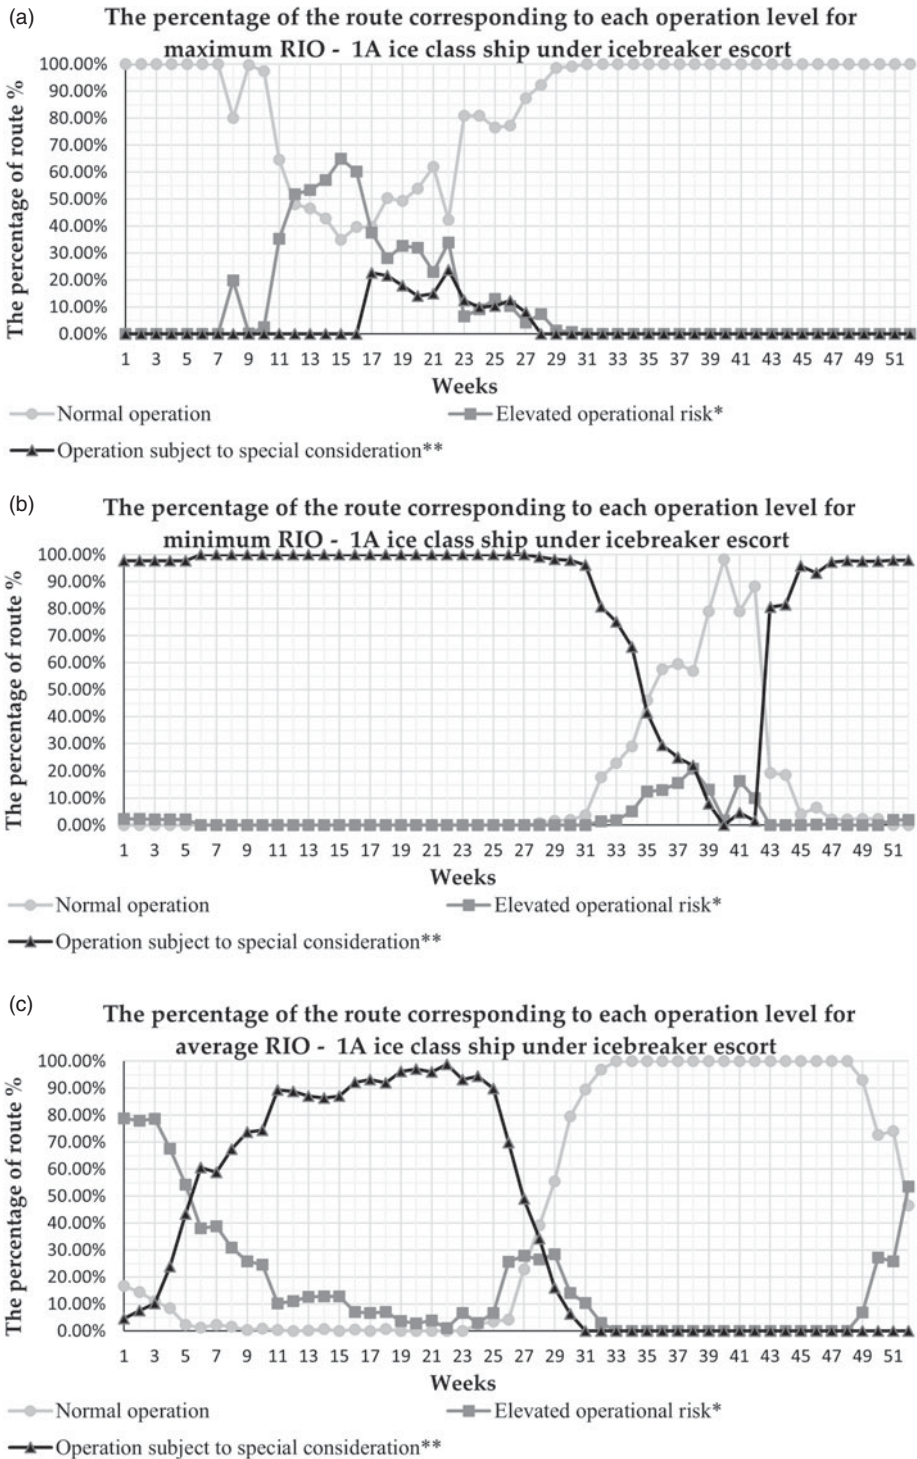 (a)
The percentage of the route corresponding to each operation level for
maximum RIO - 1A ice class ship under icebreaker escort
The percentage of route %
100.00%
90.00%
80.00%
70.00%
60.00%
50.00%
40.00%
30.00%
20.00%
10.00%
0.00%
1 3 5 7 9 11 13 15 17 19 21 23 25 27 29 31 33 35 37 39 41 43 45 47 49 51
Weeks
Normal operation
Elevated operational risk*
Operation subject to special consideration**
(b)
The percentage of the route corresponding to each operation level for
minimum RIO - 1A ice class ship under icebreaker escort
The percentage of route %
100.00%
90.00%
80.00%
70.00%
60.00%
50.00%
40.00%
30.00%
20.00%
10.00%
0.00%
1 3 5 7 9 11 13 15 17 19 21 23 25 27 29 31 33 35 37 39 41 43 45 47 49 51
Weeks
Normal operation
Elevated operational risk*
Operation subject to special consideration**
(c)
The percentage of the route corresponding to each operation level for
average RIO - 1A ice class ship under icebreaker escort
The percentage of route %
100.00%
90.00%
80.00%
70.00%
60.00%
50.00%
40.00%
30.00%
20.00%
10.00%
0.00%
1 3 5 7 9 11 13 15 17 19 21 23 25 27 29 31 33 35 37 39 41 43 45 47 49 51
Weeks
Normal operation
Elevated operational risk*
Operation subject to special consideration**